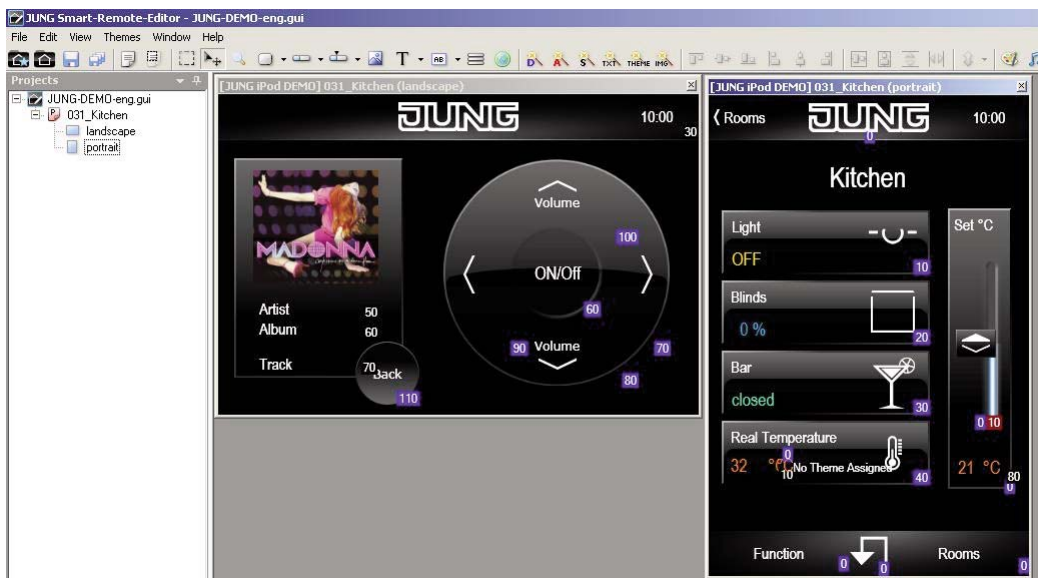 JUNG Smart-Remote-Editor - JUNG-DEMO-eng.gui
File Edit View Themes Window Help
T AB D A S TXT THEME IMG
Projects
JUNG-DEMO-eng.gui
P 031_Kitchen
landscape
portrait
[JUNG iPod DEMO] 031_Kitchen (landscape)
JUNG
10:00
30
MADONNA
Artist 50
Album 60
Track 70
Back
110
Volume
100
ON/Off
60
90 Volume 70
80
[JUNG iPod DEMO] 031_Kitchen (portrait)
Rooms JUNG 10:00
0
Kitchen
Light
OFF
10
Blinds
0 %
20
Bar
closed
30
Real Temperature
0
32 °C No Theme Assigned
10
40
Set °C
0 10
21 °C 80
0
Function 0 0 Rooms 0